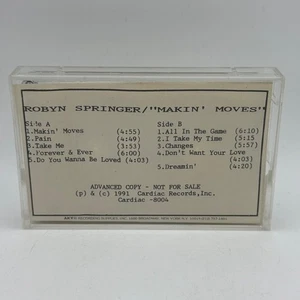 ROBYN SPRINGER/"MAKIN' MOVES"
Side A
1.Makin' Moves (4:55)
2.Pain (4:49)
3.Take Me (3:53)
4.Forever & Ever (6:00)
5.Do You Wanna Be Loved (4:03)
Side B
1.All In The Game (6:10)
2.I Take My Time (5:15
3.Changes (5:57)
4.Don't Want Your Love
(4:03)
5.Dreamin' (4:20)
ADVANCED COPY - NOT FOR SALE
(p) & (c) 1991 Cardiac Records,Inc.
Cardiac -8004